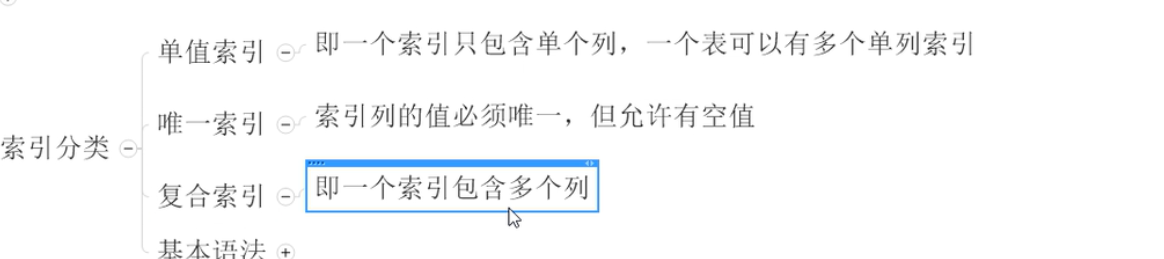 单值索引 即一个索引只包含单个列，一个表可以有多个单列索引
唯一索引 索引列的值必须唯一，但允许有空值
索引分类
复合索引 即一个索引包含多个列
基本语法